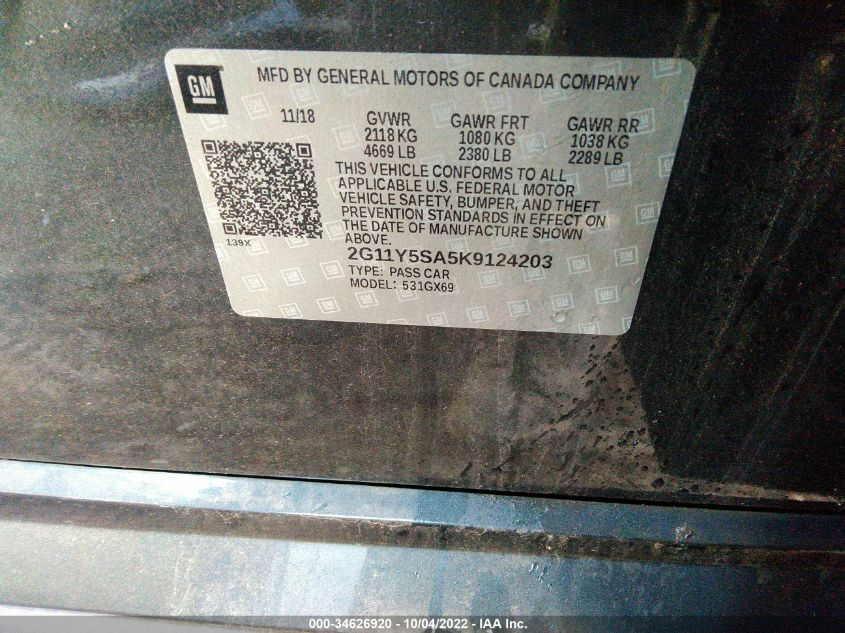 GM
MFD BY GENERAL MOTORS OF CANADA COMPANY
11/18 GVWR GAWR FRT GAWR RR
2118 KG 1080 KG 1038 KG
4669 LB 2380 LB 2289 LB
THIS VEHICLE CONFORMS TO ALL
APPLICABLE U.S. FEDERAL MOTOR
VEHICLE SAFETY, BUMPER, AND THEFT
PREVENTION STANDARDS IN EFFECT ON
THE DATE OF MANUFACTURE SHOWN
ABOVE.
139X
2G11Y5SA5K9124203
TYPE: PASS CAR
MODEL: 531GX69
000-34626920 - 10/04/2022 - IAA Inc.